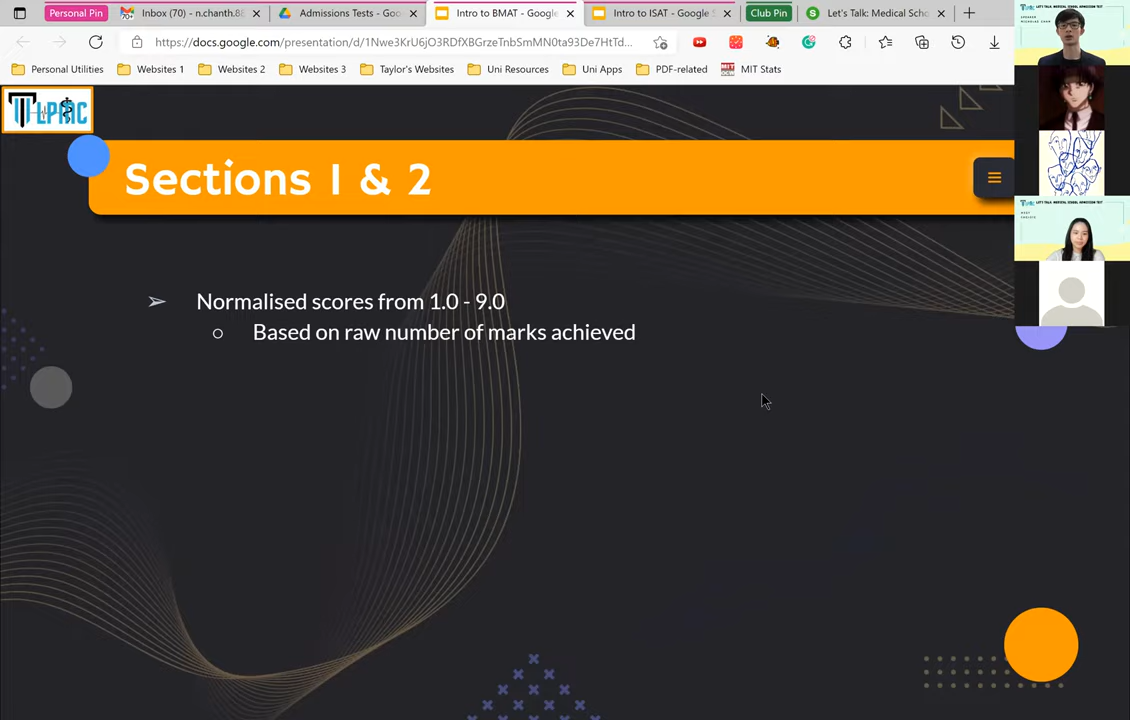 Personal Pin
Inbox (70) - n.chanth.88
Admissions Tests - Goo
Intro to BMAT - Google
Intro to ISAT - Google S
Club Pin
Let's Talk: Medical Scho
https://docs.google.com/presentation/d/1Nwe3KrU6jO3RDfXBGrzeTnbSmMN0ta93De7HtTd...
Personal Utilities
Websites 1
Websites 2
Websites 3
Taylor's Websites
Uni Resources
Uni Apps
PDF-related
MIT Stats
TLPMC
Sections 1 & 2
Normalised scores from 1.0 - 9.0
Based on raw number of marks achieved